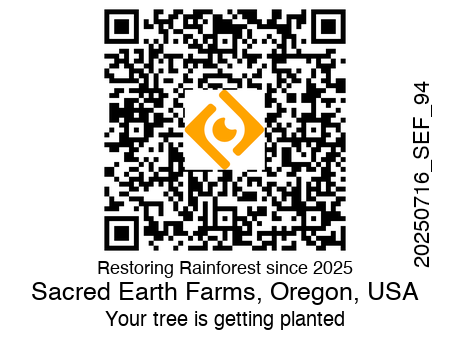 Restoring Rainforest since 2025
Sacred Earth Farms, Oregon, USA
Your tree is getting planted
20250716_SEF_94